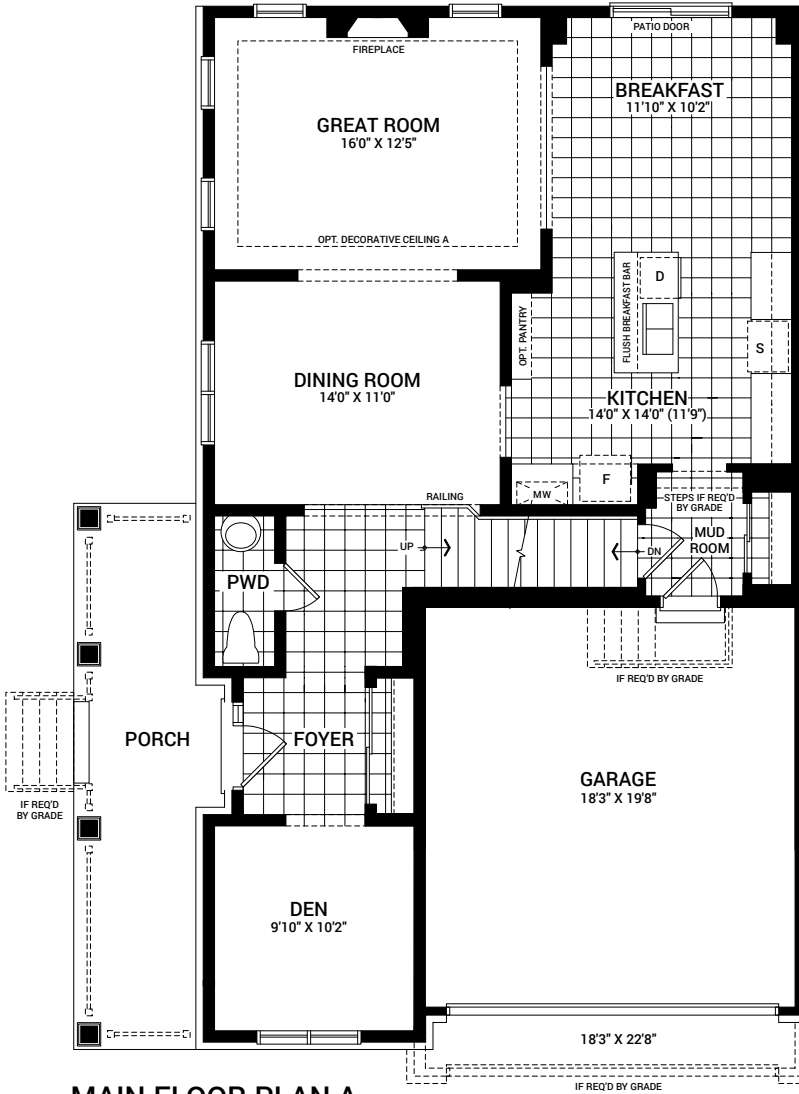 PATIO DOOR
FIREPLACE
BREAKFAST
11'10" X 10'2"
GREAT ROOM
16'0" X 12'5"
OPT. DECORATIVE CEILING A
FLUSH BREAKFAST BAR
D
OPT. PANTRY
S
DINING ROOM
14'0" X 11'0"
KITCHEN
14'0" X 14'0" (11'9")
F
MW
RAILING
STEPS IF REQ'D
BY GRADE
MUD
ROOM
UP
DN
PWD
IF REQ'D BY GRADE
PORCH
FOYER
GARAGE
18'3" X 19'8"
IF REQ'D
BY GRADE
DEN
9'10" X 10'2"
18'3" X 22'8"
IF REQ'D BY GRADE
MAIN FLOOR PLAN A